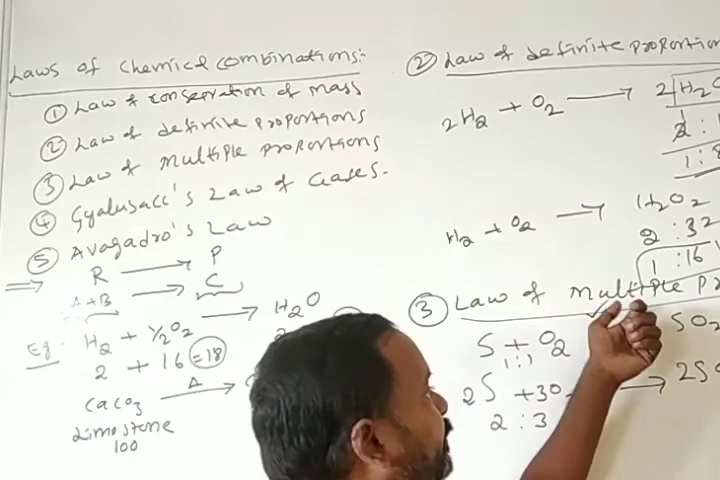 Laws of Chemical Combinations:-
① Law of conservation of mass
② Law of definite proportions
③ Law of multiple proportions
④ Gyalusacc's Law of Gases.
⑤ Avagadro's Law
⇒ R → P
A+B → C
Eg:- H₂ + ½O₂ → H₂O
2 + 16 = 18
CaCO₃ Δ→
Limestone
100
② Law of definite proportion
2H₂ + O₂ → 2H₂O
1:8
H₂ + O₂ → H₂O₂
2:32
1:16
③ Law of multiple
S + O₂ SO₂
1:1
2S + 3O → 2S
2:3